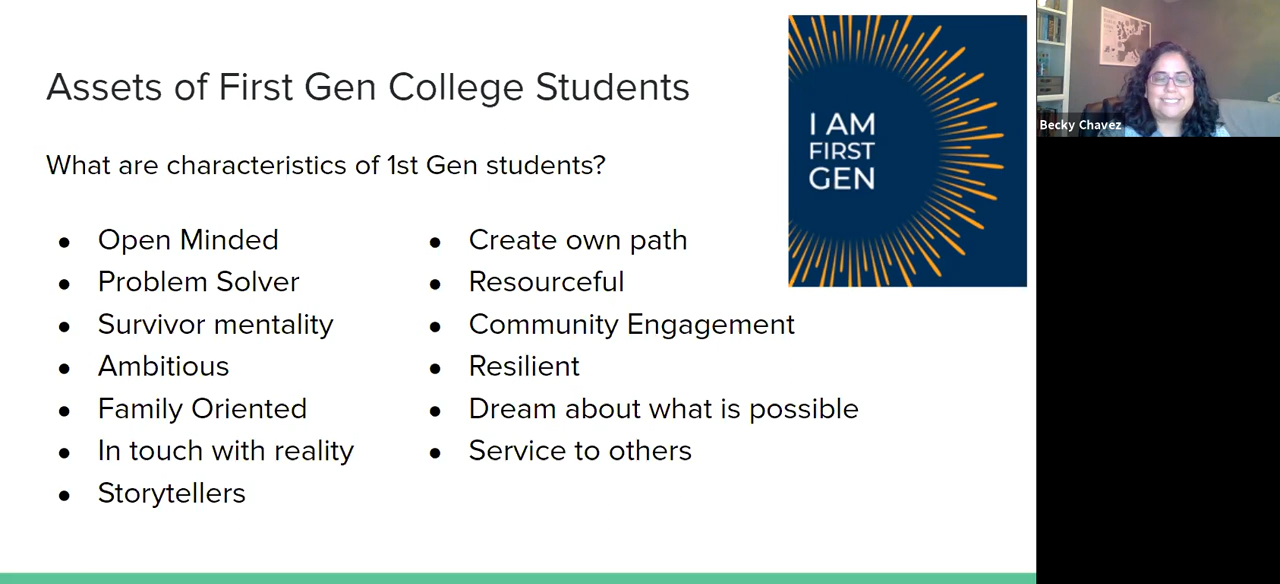 Assets of First Gen College Students
What are characteristics of 1st Gen students?
● Open Minded
● Problem Solver
● Survivor mentality
● Ambitious
● Family Oriented
● In touch with reality
● Storytellers
● Create own path
● Resourceful
● Community Engagement
● Resilient
● Dream about what is possible
● Service to others
I AM
FIRST
GEN
Becky Chavez